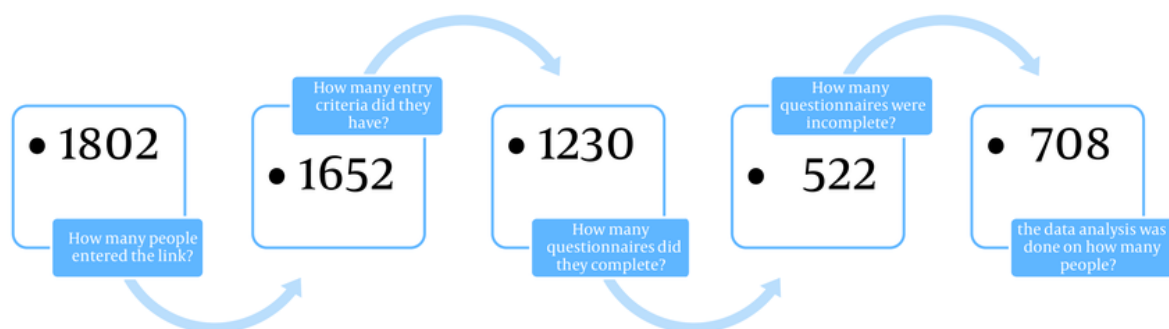 • 1802
How many people
entered the link?
How many entry
criteria did they
have?
• 1652
• 1230
How many
questionnaires did
they complete?
How many
questionnaires were
incomplete?
• 522
• 708
the data analysis was
done on how many
people?